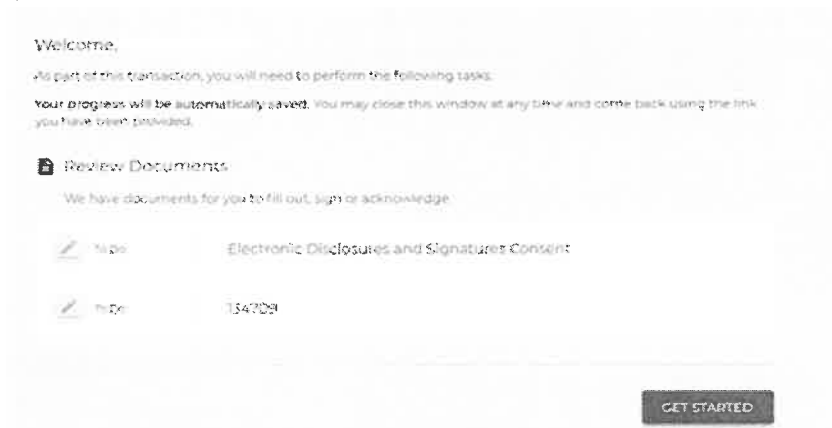 Welcome,
As part of this transaction, you will need to perform the following tasks.
Your progress will be automatically saved. You may close this window at any time and come back using the link
you have been provided.
Review Documents
We have documents for you to fill out, sign or acknowledge
To Do Electronic Disclosures and Signatures Consent
To Do
GET STARTED